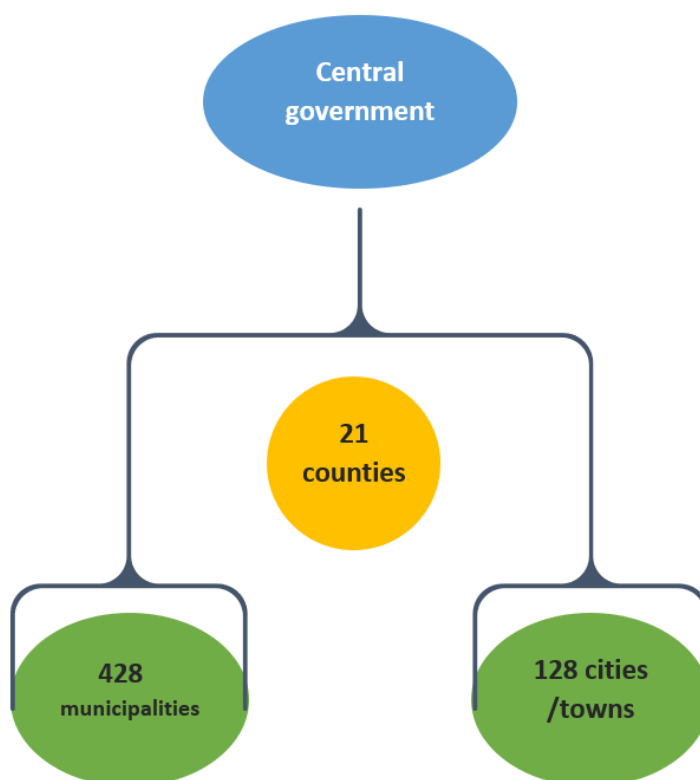 Central
government
21
counties
428
municipalities
128 cities
/towns